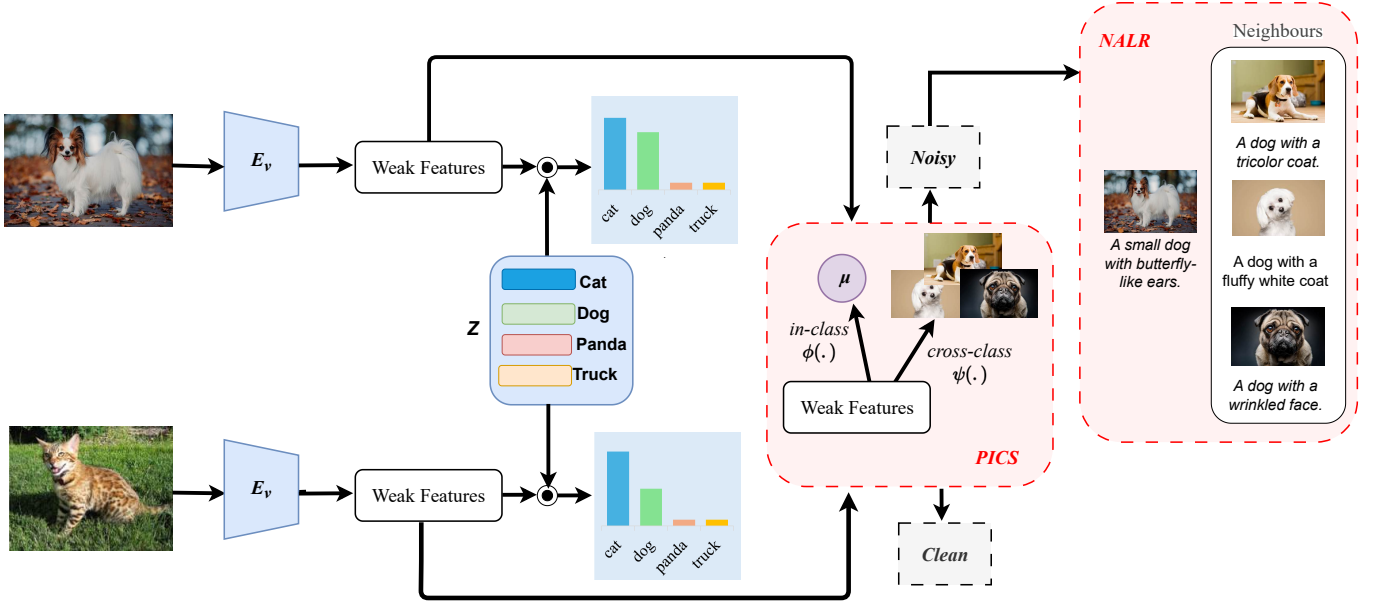 E_v
Weak Features
cat
dog
panda
truck
Z
Cat
Dog
Panda
Truck
E_v
Weak Features
cat
dog
panda
truck
μ
in-class
ϕ(.)
cross-class
ψ(.)
Weak Features
PICS
Noisy
Clean
NALR
Neighbours
A small dog
with butterfly-
like ears.
A dog with a
tricolor coat.
A dog with a
fluffy white coat
A dog with a
wrinkled face.